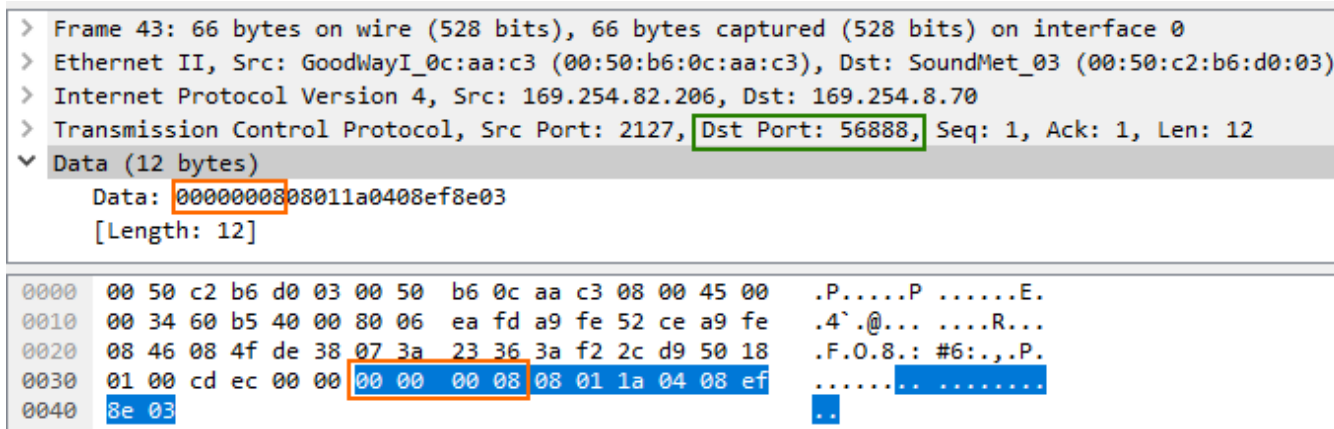 > Frame 43: 66 bytes on wire (528 bits), 66 bytes captured (528 bits) on interface 0
> Ethernet II, Src: GoodWayI_0c:aa:c3 (00:50:b6:0c:aa:c3), Dst: SoundMet_03 (00:50:c2:b6:d0:03)
> Internet Protocol Version 4, Src: 169.254.82.206, Dst: 169.254.8.70
> Transmission Control Protocol, Src Port: 2127, Dst Port: 56888, Seq: 1, Ack: 1, Len: 12
Data (12 bytes)
Data: 0000000808011a0408ef8e03
[Length: 12]
0000 00 50 c2 b6 d0 03 00 50 b6 0c aa c3 08 00 45 00 .P.....P ......E.
0010 00 34 60 b5 40 00 80 06 ea fd a9 fe 52 ce a9 fe .4`.@... ....R...
0020 08 46 08 4f de 38 07 3a 23 36 3a f2 2c d9 50 18 .F.O.8.: #6:.,.P.
0030 01 00 cd ec 00 00 00 00 00 08 08 01 1a 04 08 ef ........ ........
0040 8e 03 ..